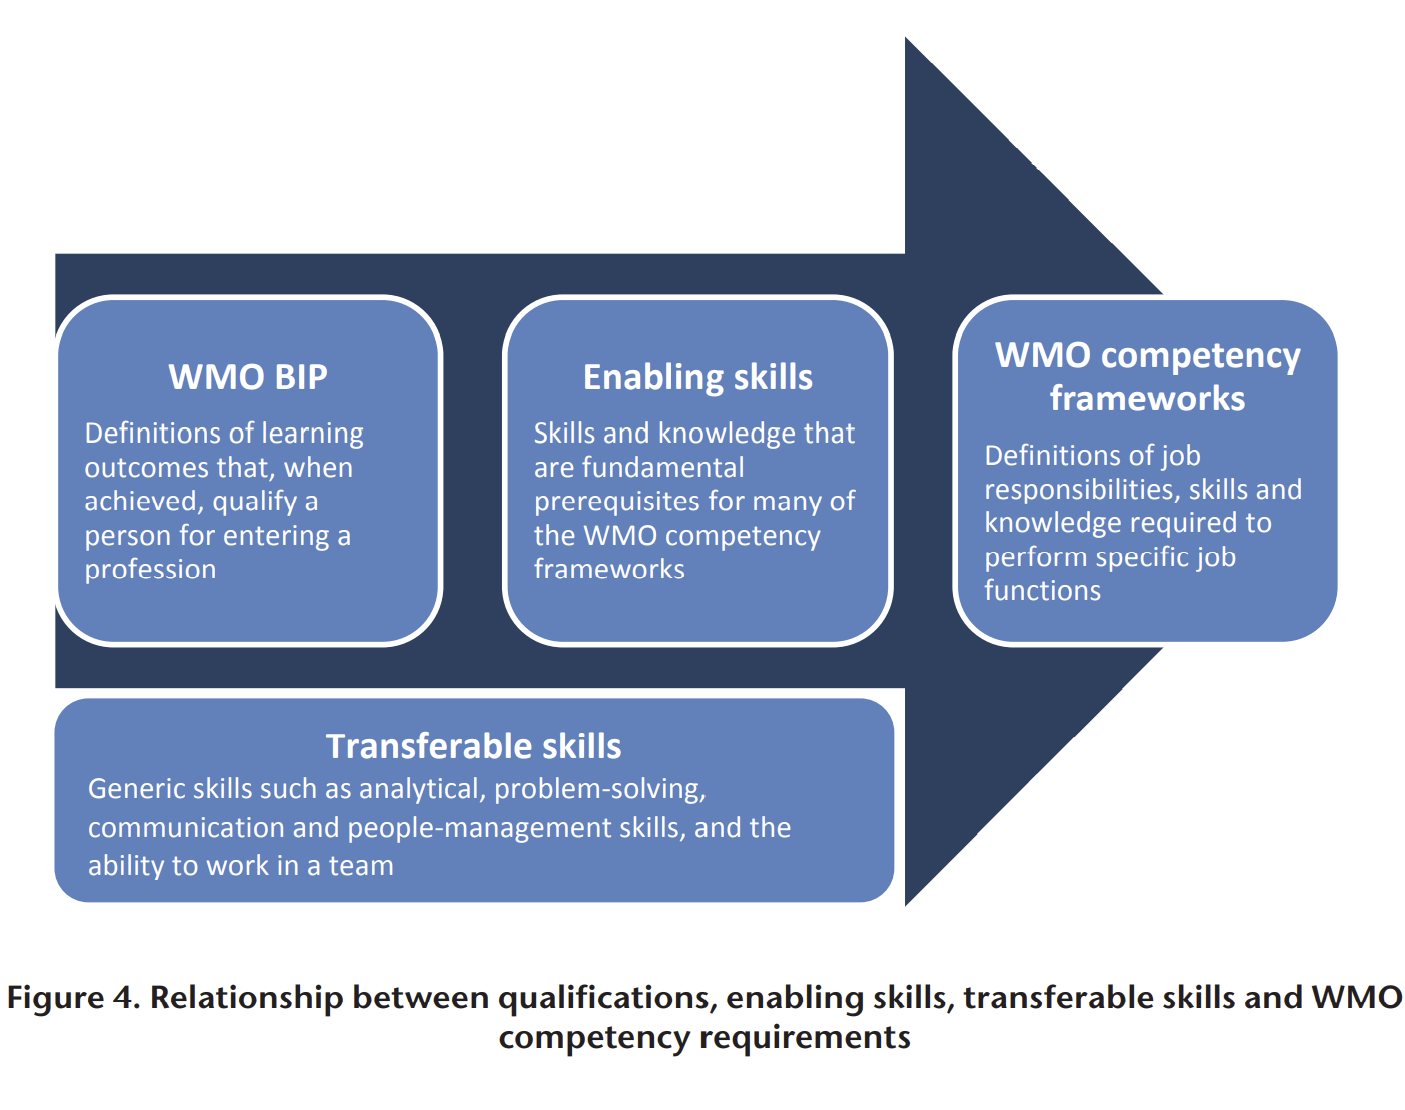 WMO BIP
Definitions of learning
outcomes that, when
achieved, qualify a
person for entering a
profession
Enabling skills
Skills and knowledge that
are fundamental
prerequisites for many of
the WMO competency
frameworks
WMO competency
frameworks
Definitions of job
responsibilities, skills and
knowledge required to
perform specific job
functions
Transferable skills
Generic skills such as analytical, problem-solving,
communication and people-management skills, and the
ability to work in a team
Figure 4. Relationship between qualifications, enabling skills, transferable skills and WMO
competency requirements